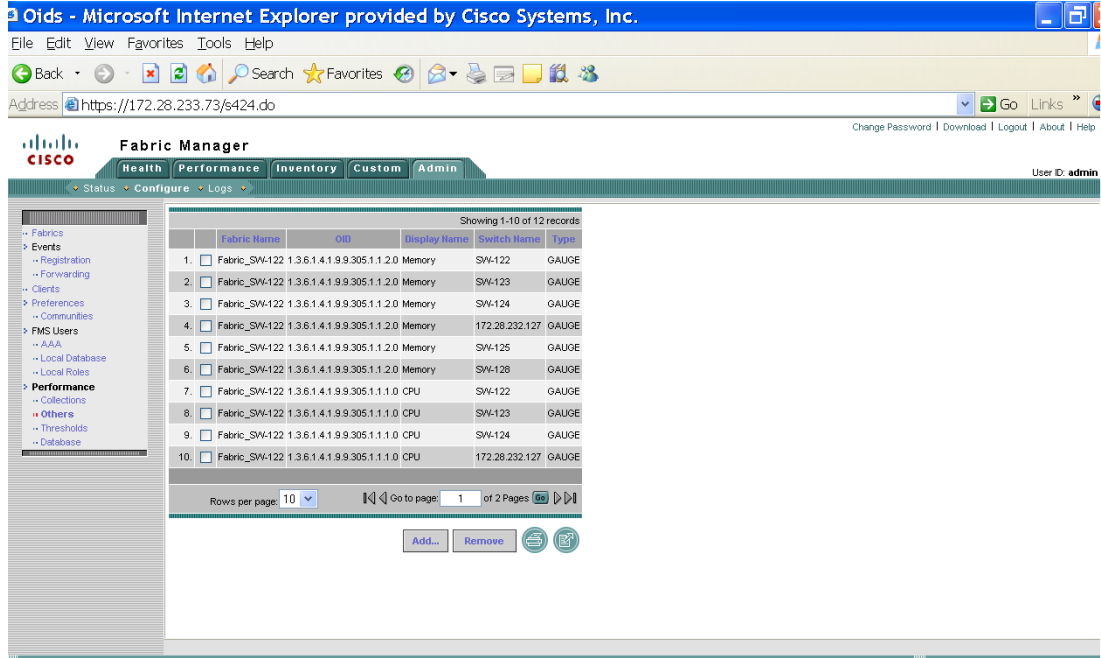 Oids - Microsoft Internet Explorer provided by Cisco Systems, Inc.
File Edit View Favorites Tools Help
Back Search Favorites
Address https://172.28.233.73/s424.do Go Links »
Change Password | Download | Logout | About | Help
CISCO Fabric Manager
Health Performance Inventory Custom Admin
User ID: admin
Status Configure Logs
Fabrics
Events
Registration
Forwarding
Clients
Preferences
Communities
FMS Users
AAA
Local Database
Local Roles
Performance
Collections
Others
Thresholds
Database
Showing 1-10 of 12 records
Fabric Name OID Display Name Switch Name Type
1. Fabric_SW-122 1.3.6.1.4.1.9.9.305.1.1.2.0 Memory SW-122 GAUGE
2. Fabric_SW-122 1.3.6.1.4.1.9.9.305.1.1.2.0 Memory SW-123 GAUGE
3. Fabric_SW-122 1.3.6.1.4.1.9.9.305.1.1.2.0 Memory SW-124 GAUGE
4. Fabric_SW-122 1.3.6.1.4.1.9.9.305.1.1.2.0 Memory 172.28.232.127 GAUGE
5. Fabric_SW-122 1.3.6.1.4.1.9.9.305.1.1.2.0 Memory SW-125 GAUGE
6. Fabric_SW-122 1.3.6.1.4.1.9.9.305.1.1.2.0 Memory SW-128 GAUGE
7. Fabric_SW-122 1.3.6.1.4.1.9.9.305.1.1.1.0 CPU SW-122 GAUGE
8. Fabric_SW-122 1.3.6.1.4.1.9.9.305.1.1.1.0 CPU SW-123 GAUGE
9. Fabric_SW-122 1.3.6.1.4.1.9.9.305.1.1.1.0 CPU SW-124 GAUGE
10. Fabric_SW-122 1.3.6.1.4.1.9.9.305.1.1.1.0 CPU 172.28.232.127 GAUGE
Rows per page: 10 Go to page: 1 of 2 Pages Go
Add... Remove